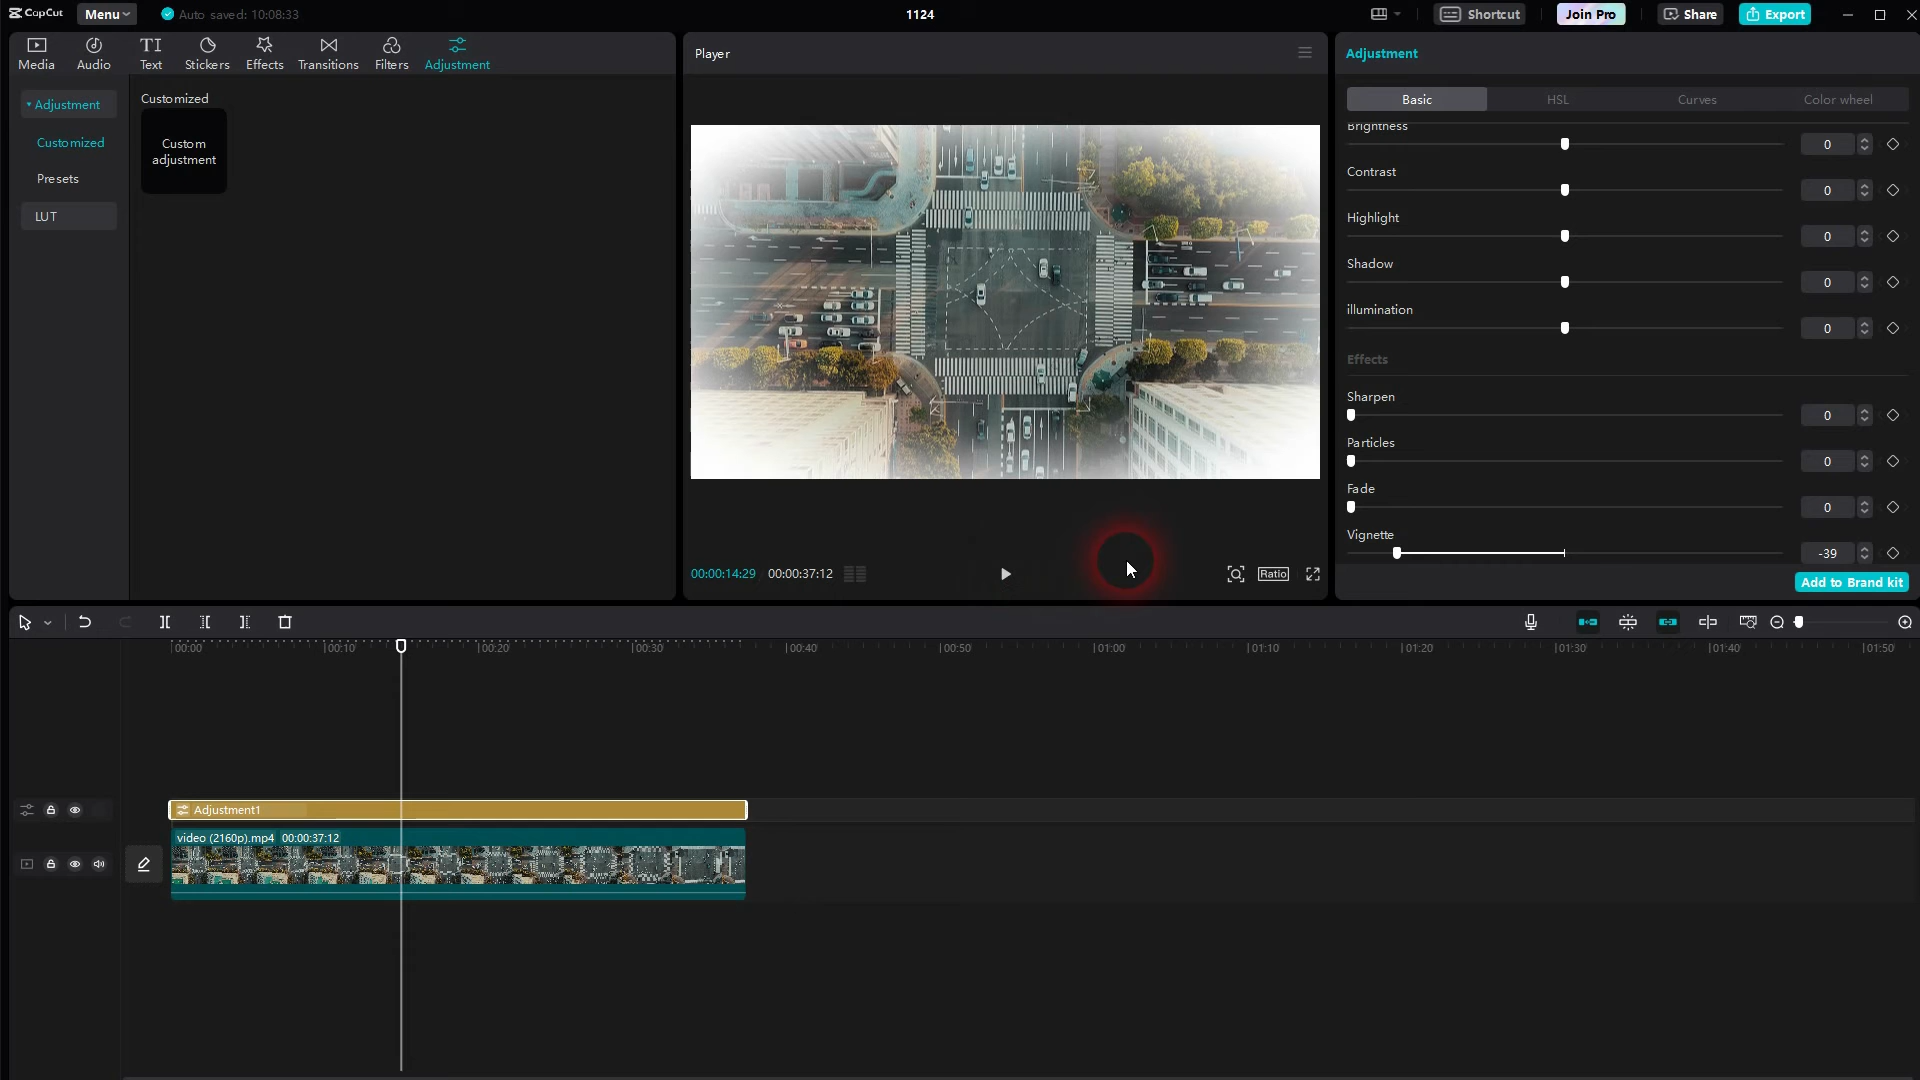 CapCut
Menu
Auto saved: 10:08:33
1124
Shortcut
Join Pro
Share
Export
Media
Audio
TI
Text
Stickers
Effects
Transitions
Filters
Adjustment
Adjustment
Customized
Presets
LUT
Customized
Custom
adjustment
Player
00:00:14:29
00:00:37:12
Ratio
Adjustment
Basic
HSL
Curves
Color wheel
Brightness
0
Contrast
0
Highlight
0
Shadow
0
illumination
0
Effects
Sharpen
0
Particles
0
Fade
0
Vignette
-39
Add to Brand kit
00:00
00:10
00:20
00:30
00:40
00:50
01:00
01:10
01:20
01:30
01:40
01:50
Adjustment1
video (2160p).mp4 00:00:37:12